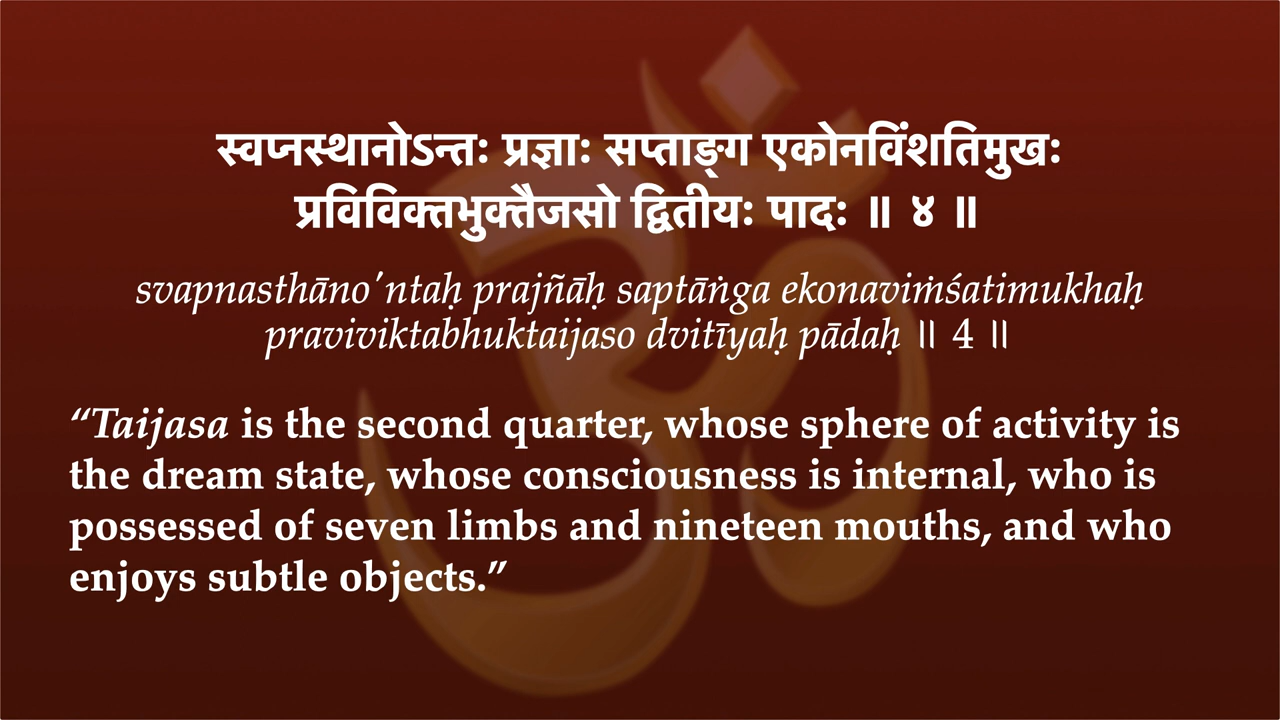 स्वप्नस्थानोऽन्तः प्रज्ञाः सप्ताङ्ग एकोनविंशतिमुखः
प्रविविक्तभुक्तैजसो द्वितीयः पादः ॥ ४ ॥
svapnasthāno’ntaḥ prajñāḥ saptāṅga ekonaviṁśatimukhaḥ
praviviktabhuktaijaso dvitīyaḥ pādaḥ ॥ 4 ॥
“Taijasa is the second quarter, whose sphere of activity is
the dream state, whose consciousness is internal, who is
possessed of seven limbs and nineteen mouths, and who
enjoys subtle objects.”